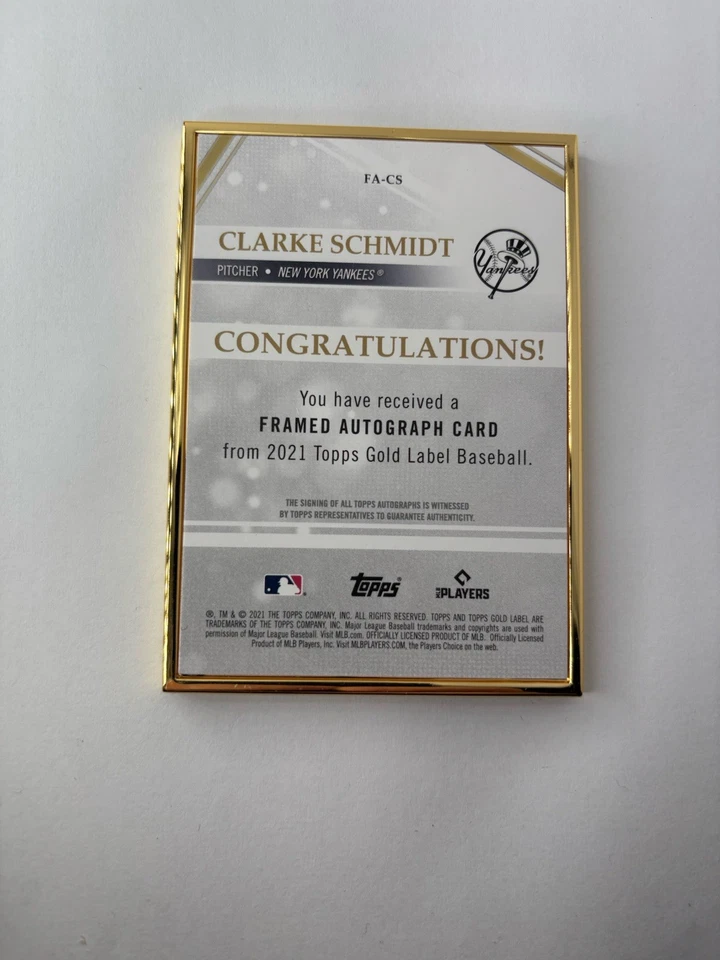 FA-CS
CLARKE SCHMIDT
PITCHER • NEW YORK YANKEES®
Yankees
CONGRATULATIONS!
You have received a
FRAMED AUTOGRAPH CARD
from 2021 Topps Gold Label Baseball.
THE SIGNING OF ALL TOPPS AUTOGRAPHS IS WITNESSED
BY TOPPS REPRESENTATIVES TO GUARANTEE AUTHENTICITY.
topps® MLB PLAYERS
®, TM & © 2021 THE TOPPS COMPANY, INC. ALL RIGHTS RESERVED. TOPPS AND TOPPS GOLD LABEL ARE
TRADEMARKS OF THE TOPPS COMPANY, INC. Major League Baseball trademarks and copyrights are used with
permission of Major League Baseball. Visit MLB.com. OFFICIALLY LICENSED PRODUCT OF MLB. Officially Licensed
Product of MLB Players, Inc. Visit MLBPLAYERS.COM, the Players Choice on the web.